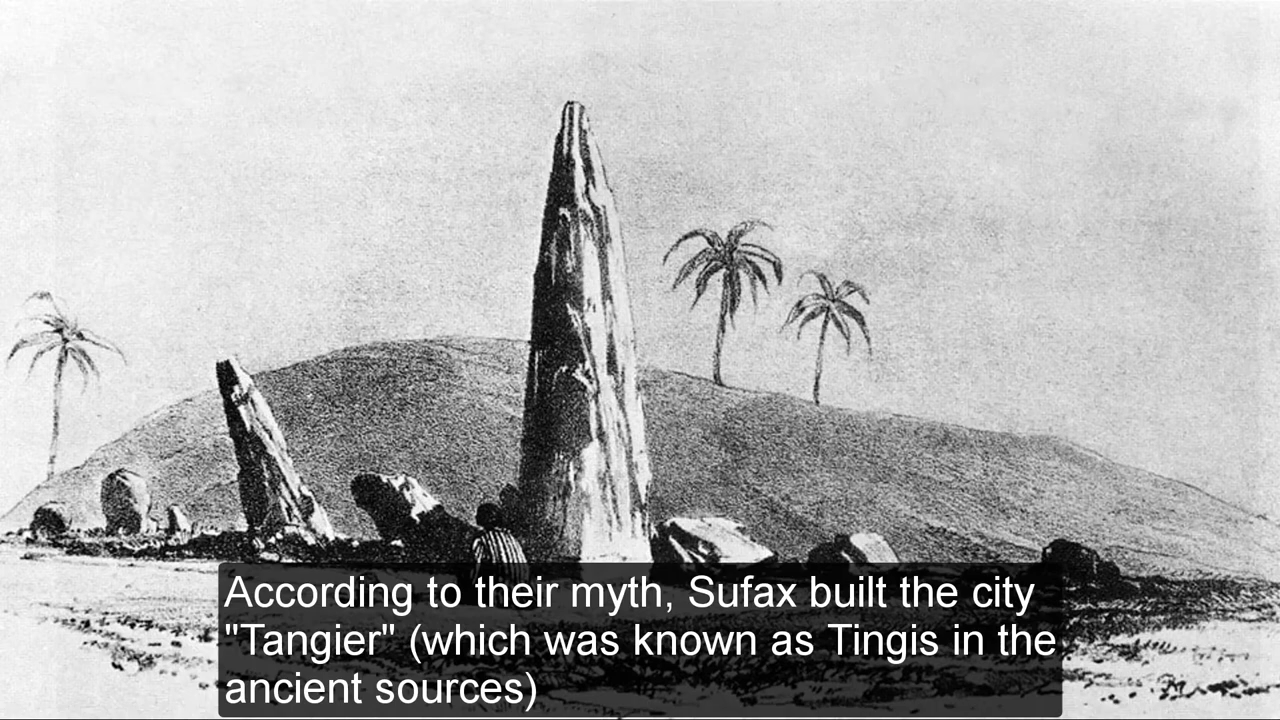 According to their myth, Sufax built the city
"Tangier" (which was known as Tingis in the
ancient sources)